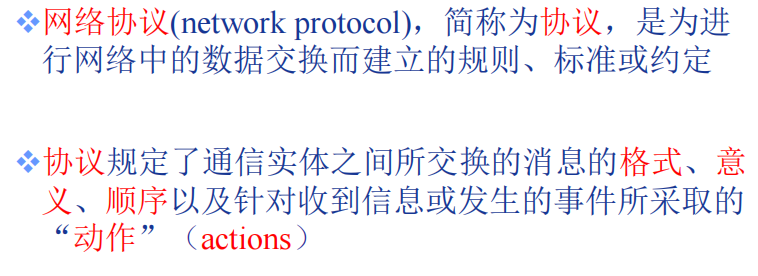 ❖网络协议(network protocol)，简称为协议，是为进
行网络中的数据交换而建立的规则、标准或约定
❖协议规定了通信实体之间所交换的消息的格式、意
义、顺序以及针对收到信息或发生的事件所采取的
“动作”（actions）